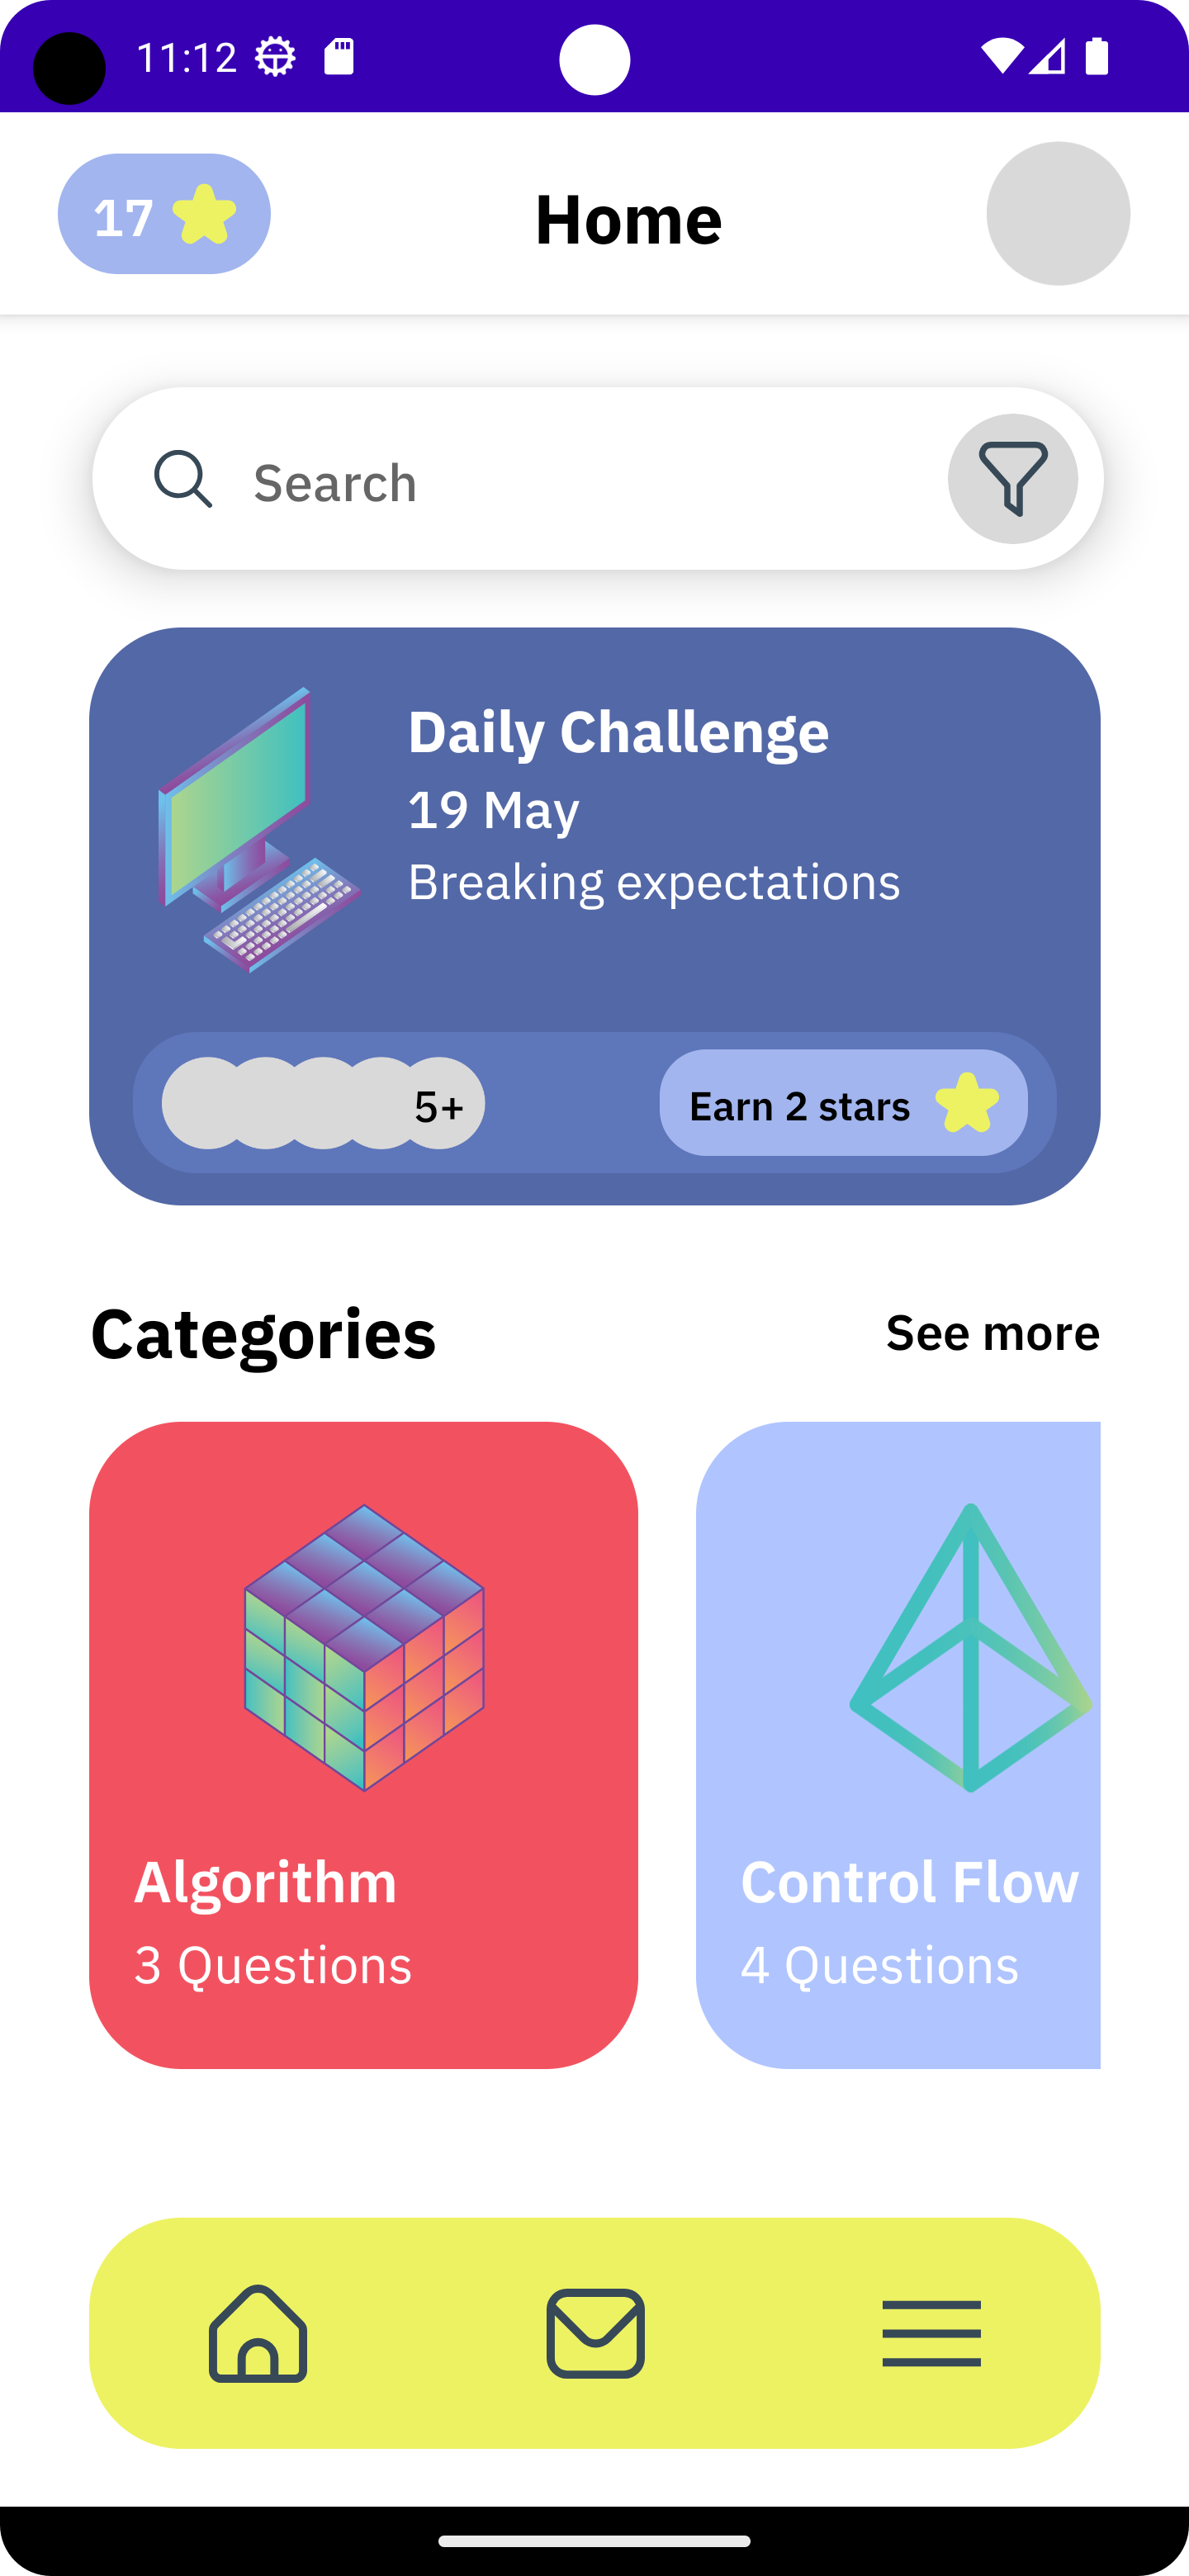 11:12
17
Home
Search
Daily Challenge
19 May
Breaking expectations
5+
Earn 2 stars
Categories
See more
Algorithm
3 Questions
Control Flow
4 Questions